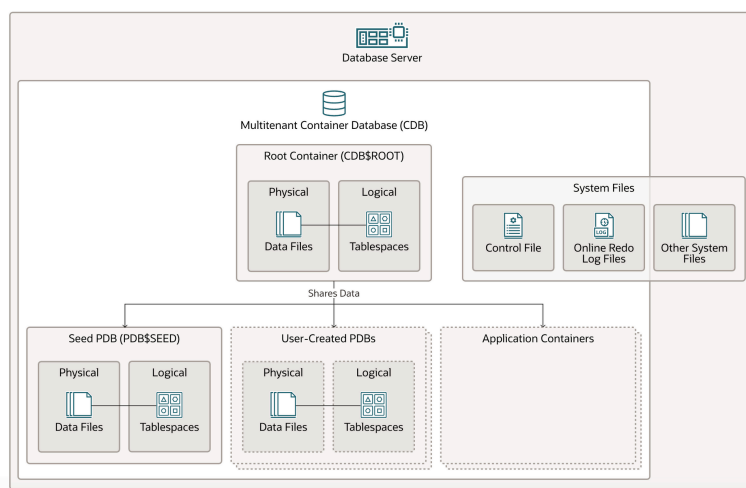 Database Server
Multitenant Container Database (CDB)
Root Container (CDB$ROOT)
Physical
Logical
Data Files
Tablespaces
System Files
Control File
LOG
Online Redo
Log Files
Other System
Files
Shares Data
Seed PDB (PDB$SEED)
Physical
Logical
Data Files
Tablespaces
User-Created PDBs
Physical
Logical
Data Files
Tablespaces
Application Containers